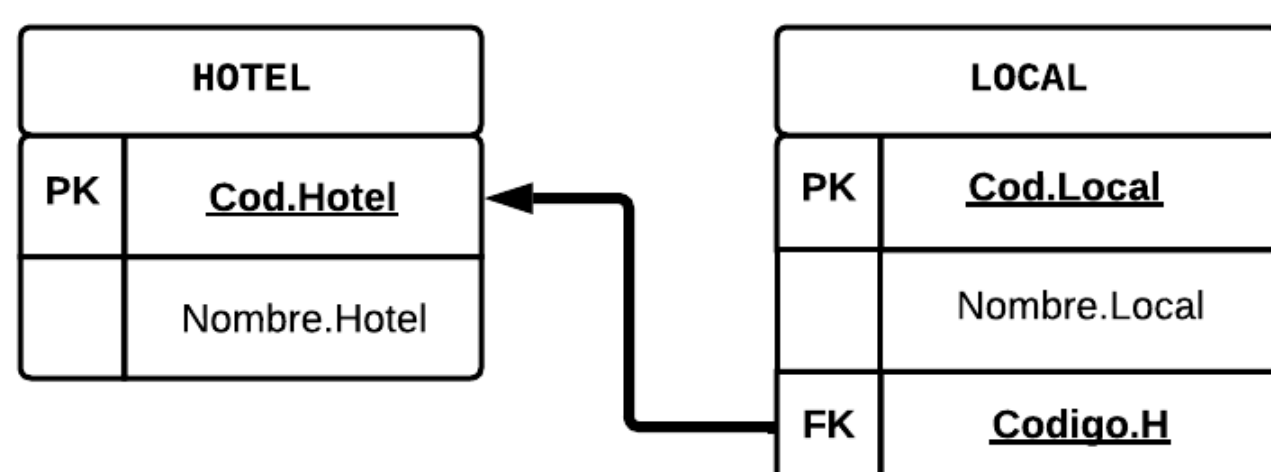 HOTEL
PK
Cod.Hotel
Nombre.Hotel
LOCAL
PK
Cod.Local
Nombre.Local
FK
Codigo.H